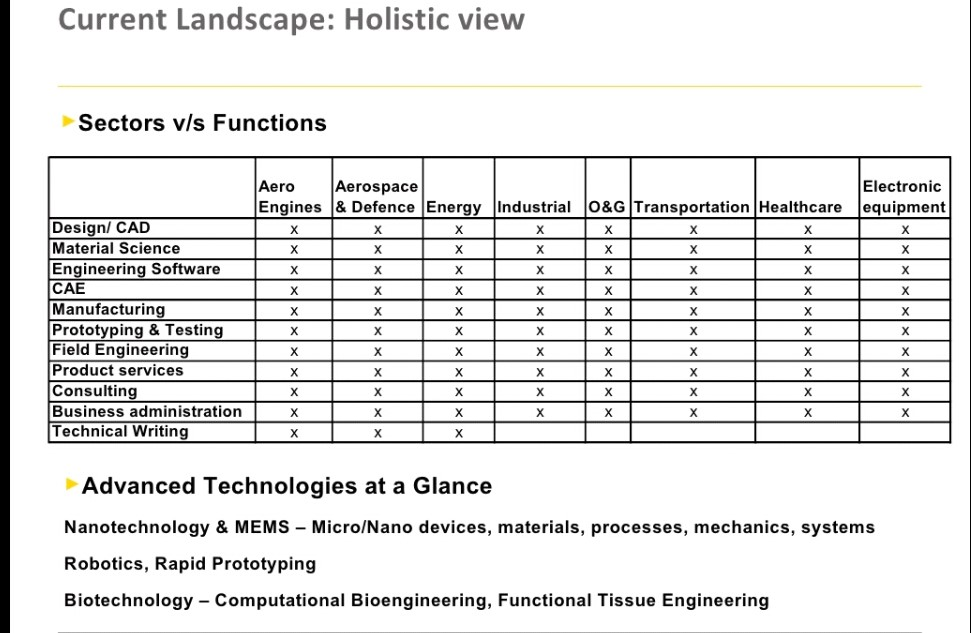 Current Landscape: Holistic view
Sectors v/s Functions
Aero Engines Aerospace & Defence Energy Industrial O&G Transportation Healthcare Electronic equipment
Design/ CAD x x x x x x x x
Material Science x x x x x x x x
Engineering Software x x x x x x x x
CAE x x x x x x x x
Manufacturing x x x x x x x x
Prototyping & Testing x x x x x x x x
Field Engineering x x x x x x x x
Product services x x x x x x x x
Consulting x x x x x x x x
Business administration x x x x x x x x
Technical Writing x x x
Advanced Technologies at a Glance
Nanotechnology & MEMS – Micro/Nano devices, materials, processes, mechanics, systems
Robotics, Rapid Prototyping
Biotechnology – Computational Bioengineering, Functional Tissue Engineering